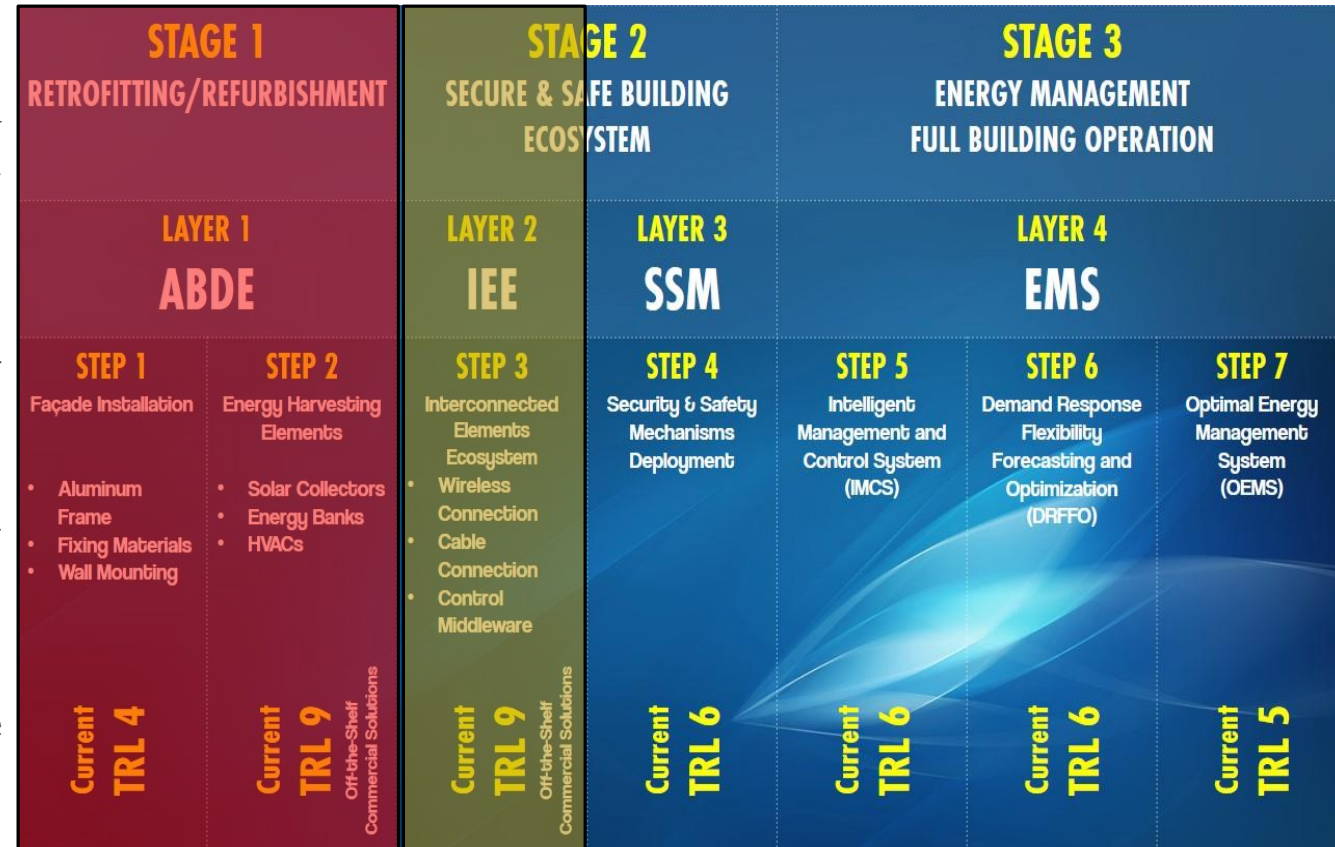 STAGE 1
RETROFITTING/REFURBISHMENT
STAGE 2
SECURE & SAFE BUILDING
ECOSYSTEM
STAGE 3
ENERGY MANAGEMENT
FULL BUILDING OPERATION
LAYER 1
ABDE
LAYER 2
IEE
LAYER 3
SSM
LAYER 4
EMS
STEP 1
Façade Installation
• Aluminum
Frame
• Fixing Materials
• Wall Mounting
Current
TRL 4
STEP 2
Energy Harvesting
Elements
• Solar Collectors
• Energy Banks
• HVACs
Current
TRL 9
Off-the-Shelf
Commercial Solutions
STEP 3
Interconnected
Elements
Ecosystem
• Wireless
Connection
• Cable
Connection
• Control
Middleware
Current
TRL 9
Off-the-Shelf
Commercial Solutions
STEP 4
Security & Safety
Mechanisms
Deployment
Current
TRL 6
STEP 5
Intelligent
Management and
Control System
(IMCS)
Current
TRL 6
STEP 6
Demand Response
Flexibility
Forecasting and
Optimization
(DRFFO)
Current
TRL 6
STEP 7
Optimal Energy
Management
System
(OEMS)
Current
TRL 5